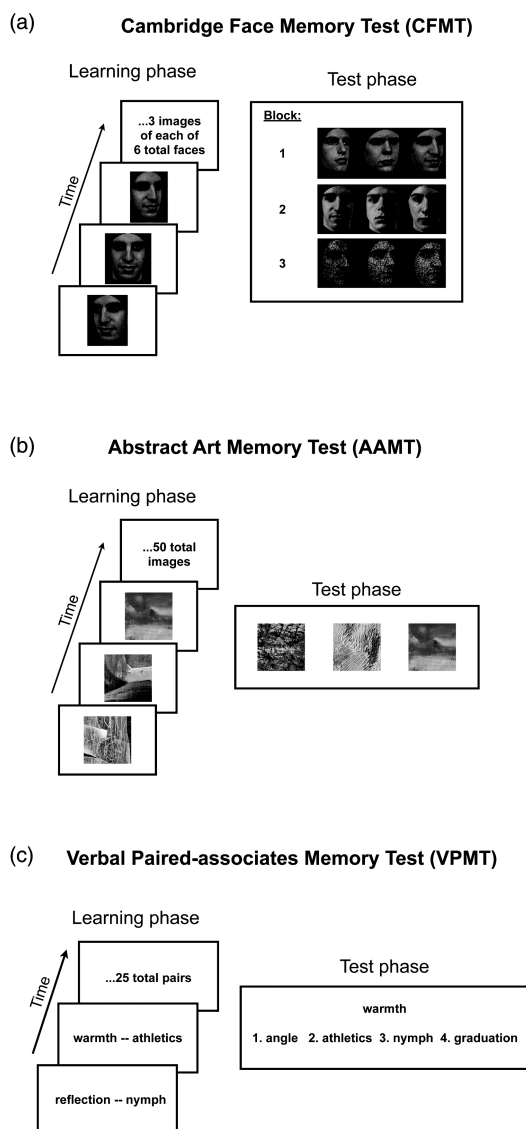 (a)
Cambridge Face Memory Test (CFMT)
Learning phase
Test phase
...3 images
of each of
6 total faces
Time
Block:
1
2
3
(b)
Abstract Art Memory Test (AAMT)
Learning phase
...50 total
images
Time
Test phase
(c)
Verbal Paired-associates Memory Test (VPMT)
Learning phase
...25 total pairs
Time
warmth -- athletics
reflection -- nymph
Test phase
warmth
1. angle 2. athletics 3. nymph 4. graduation